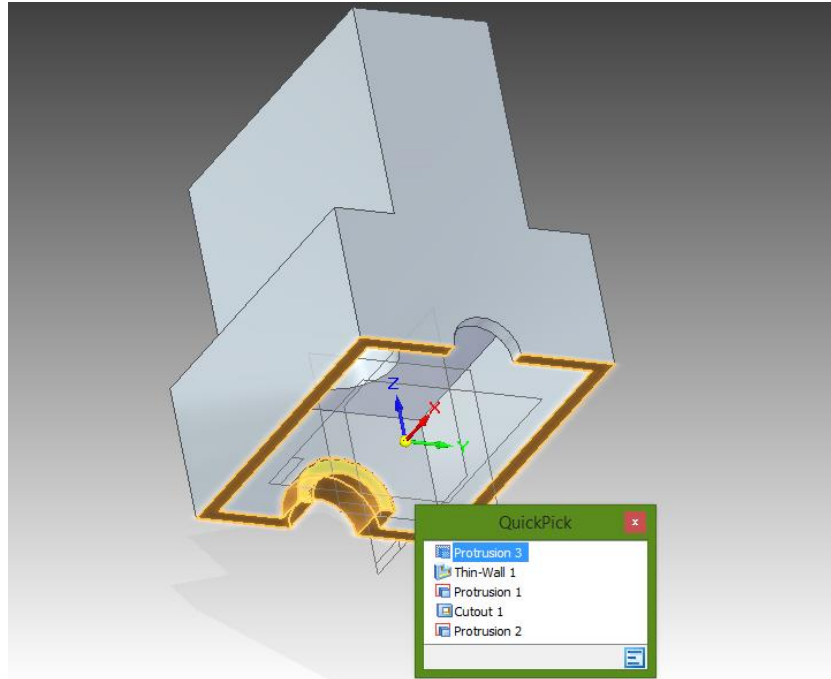 Z
X
Y
QuickPick
x
Protrusion 3
Thin-Wall 1
Protrusion 1
Cutout 1
Protrusion 2